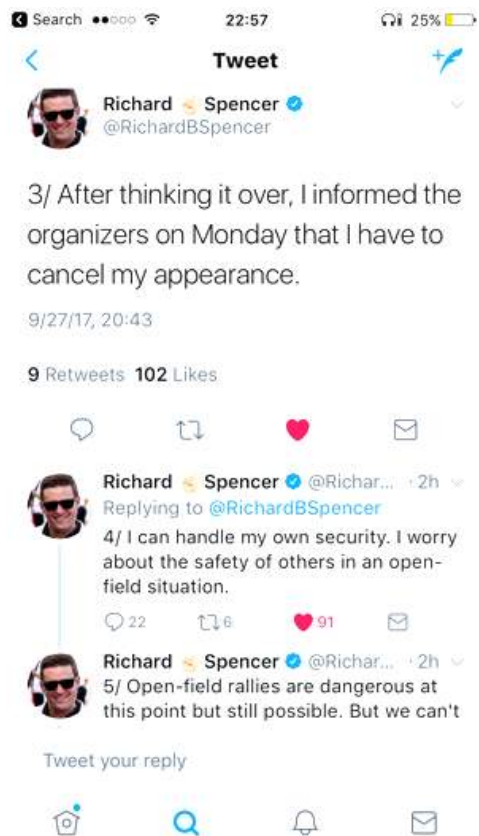 Search 22:57 25%
Tweet
Richard Spencer
@RichardBSpencer
3/ After thinking it over, I informed the
organizers on Monday that I have to
cancel my appearance.
9/27/17, 20:43
9 Retweets 102 Likes
Richard Spencer @Richar... · 2h
Replying to @RichardBSpencer
4/ I can handle my own security. I worry
about the safety of others in an open-
field situation.
22 6 91
Richard Spencer @Richar... · 2h
5/ Open-field rallies are dangerous at
this point but still possible. But we can't
Tweet your reply